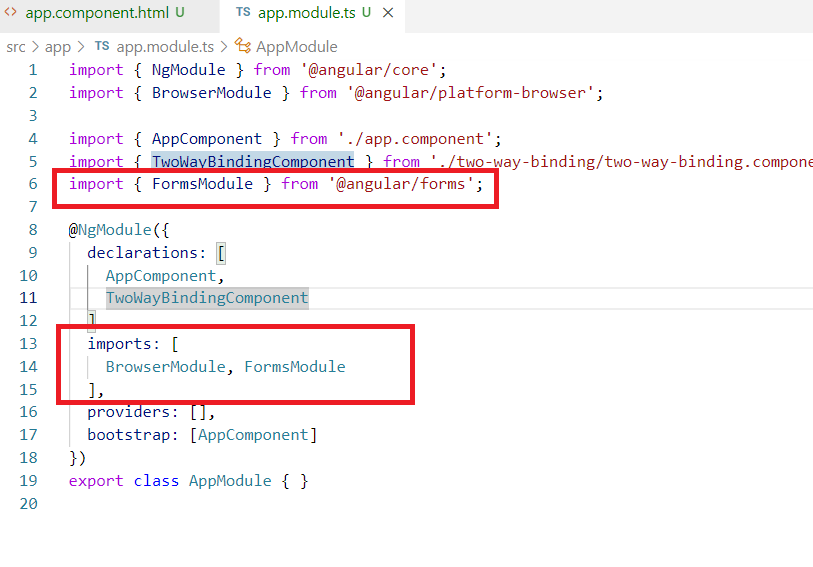 <> app.component.html U TS app.module.ts U ×
src > app > TS app.module.ts > AppModule
1 import { NgModule } from '@angular/core';
2 import { BrowserModule } from '@angular/platform-browser';
3
4 import { AppComponent } from './app.component';
5 import { TwoWayBindingComponent } from './two-way-binding/two-way-binding.compone
6 import { FormsModule } from '@angular/forms';
7
8 @NgModule({
9 declarations: [
10 AppComponent,
11 TwoWayBindingComponent
12 ]
13 imports: [
14 BrowserModule, FormsModule
15 ],
16 providers: [],
17 bootstrap: [AppComponent]
18 })
19 export class AppModule { }
20